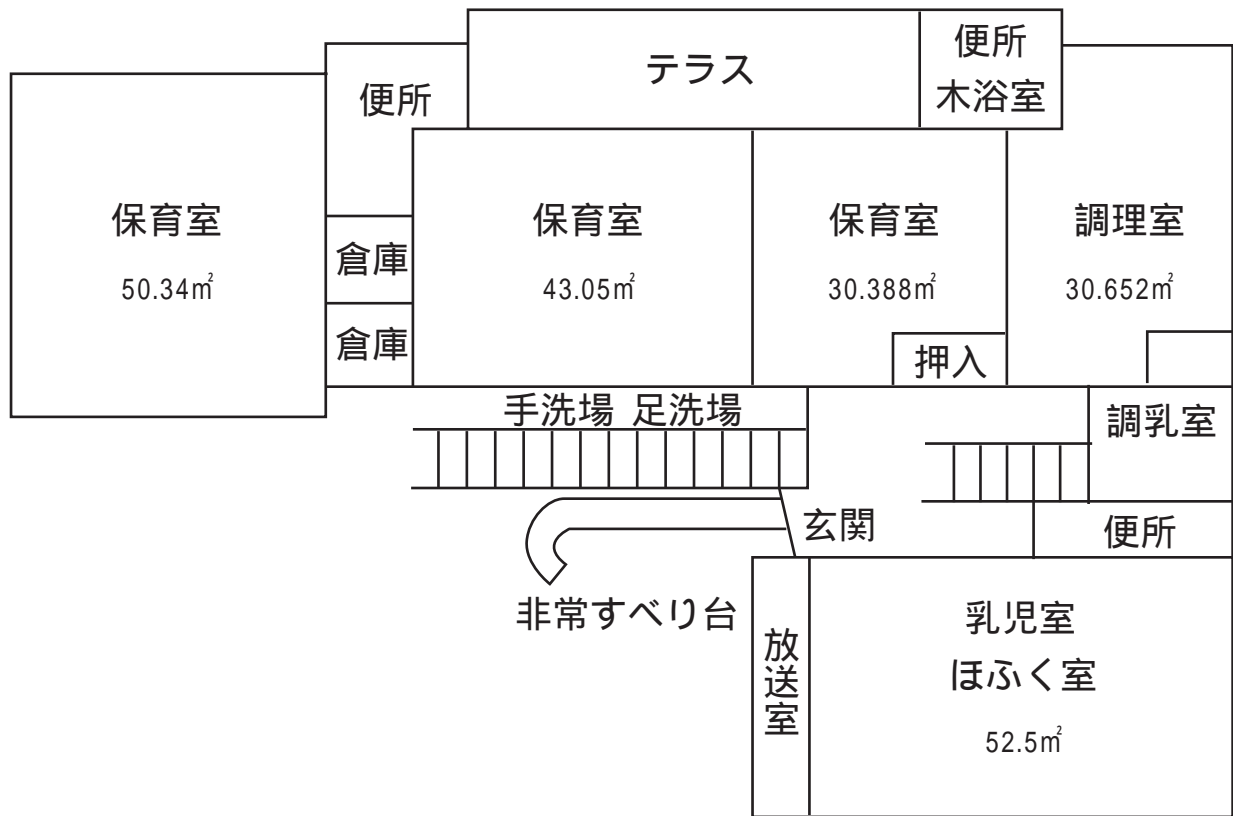 テラス
便所
木浴室
便所
保育室
50.34㎡
保育室
43.05㎡
保育室
30.388㎡
調理室
30.652㎡
倉庫
倉庫
押入
手洗場 足洗場
調乳室
玄関
便所
非常すべり台
放送室
乳児室
ほふく室
52.5㎡